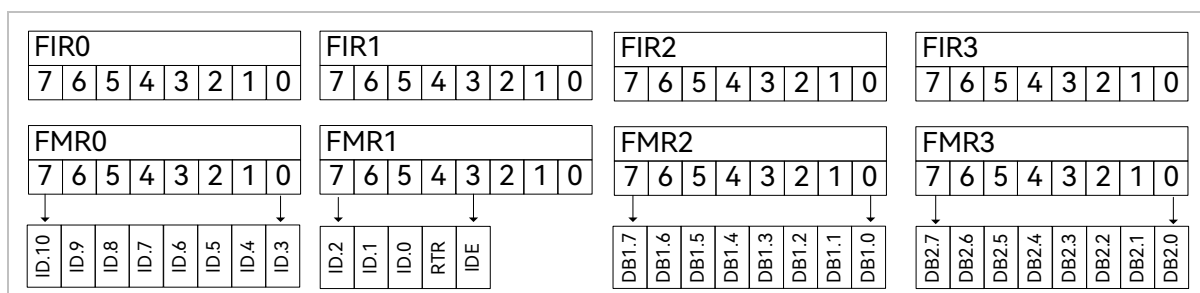 FIR0 FIR1 FIR2 FIR3
7 6 5 4 3 2 1 0 7 6 5 4 3 2 1 0 7 6 5 4 3 2 1 0 7 6 5 4 3 2 1 0
FMR0 FMR1 FMR2 FMR3
7 6 5 4 3 2 1 0 7 6 5 4 3 2 1 0 7 6 5 4 3 2 1 0 7 6 5 4 3 2 1 0
ID.10 ID.9 ID.8 ID.7 ID.6 ID.5 ID.4 ID.3 ID.2 ID.1 ID.0 RTR IDE DB1.7 DB1.6 DB1.5 DB1.4 DB1.3 DB1.2 DB1.1 DB1.0 DB2.7 DB2.6 DB2.5 DB2.4 DB2.3 DB2.2 DB2.1 DB2.0